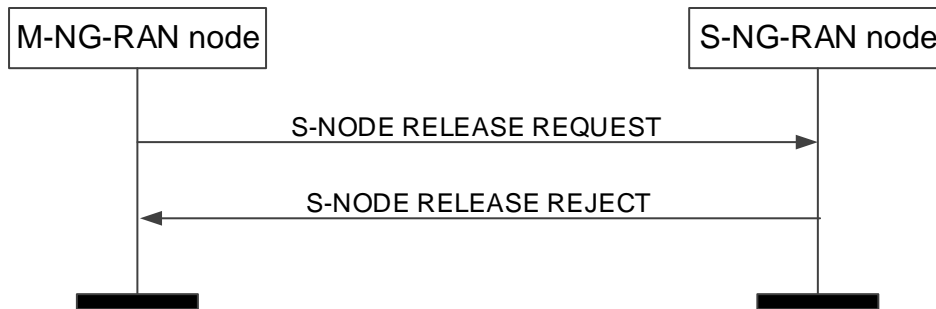 M-NG-RAN node
S-NG-RAN node
S-NODE RELEASE REQUEST
S-NODE RELEASE REJECT